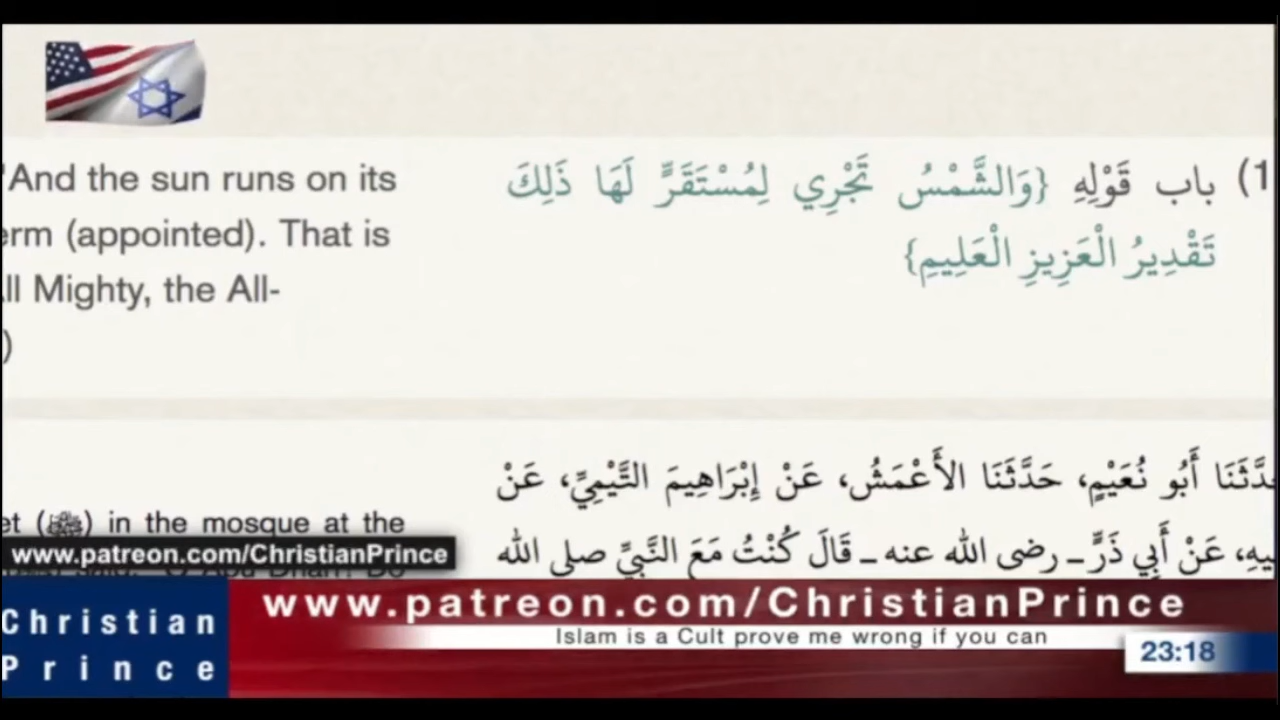 "And the sun runs on its
erm (appointed). That is
ll Mighty, the All-
)
(1 باب قَوْلِهِ {وَالشَّمْسُ تَجْرِي لِمُسْتَقَرٍّ لَهَا ذَلِكَ
تَقْدِيرُ الْعَزِيزِ الْعَلِيمِ}
et (ﷺ) in the mosque at the
حَدَّثَنَا أَبُو نُعَيْمٍ، حَدَّثَنَا الأَعْمَشُ، عَنْ إِبْرَاهِيمَ التَّيْمِيِّ، عَنْ
يهِ، عَنْ أَبِي ذَرٍّ ـ رضى الله عنه ـ قَالَ كُنْتُ مَعَ النَّبِيِّ صلى الله
www.patreon.com/ChristianPrince
Christian
Prince
www.patreon.com/ChristianPrince
Islam is a Cult prove me wrong if you can
23:18